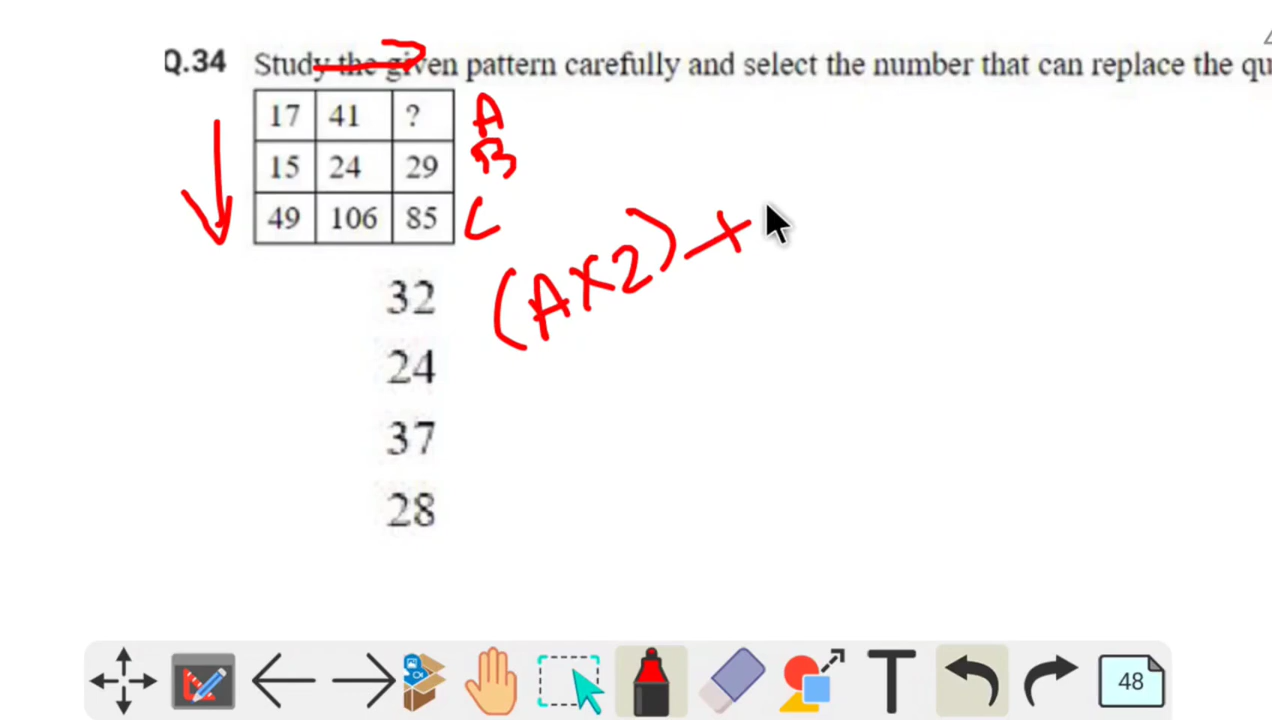 Q.34 Study the given pattern carefully and select the number that can replace the qu
17 41 ? A
15 24 29 B
49 106 85 C
(A×2)+
32
24
37
28
T
48